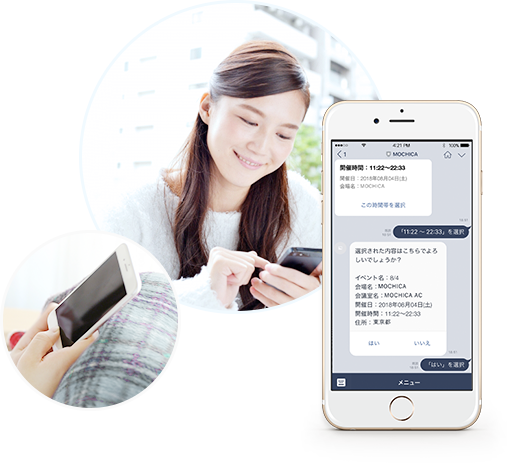 4:21 PM
100%
1
MOCHICA
開催時間：11:22〜22:33
開催日：2018年08月04日(土)
会場名：MOCHICA
この時間帯を選択
「11:22 〜 22:33」を選択
選択された内容はこちらでよろ
しいでしょうか？
イベント名：8/4
会場名：MOCHICA
会議室名：MOCHICA AC
開催日：2018年08月04日(土)
開催時間：11:22〜22:33
住所：東京都
はい
いいえ
「はい」を選択
メニュー